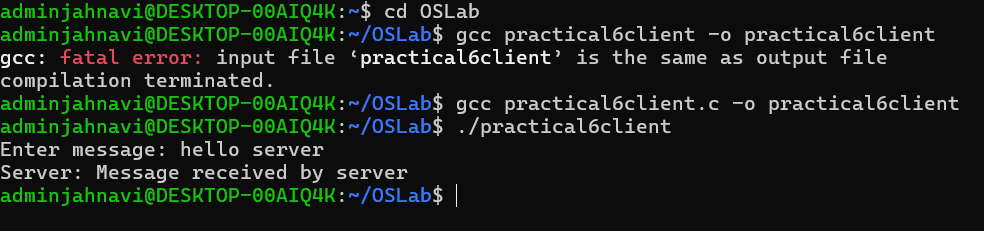 adminjahnavi@DESKTOP-00AIQ4K:~$ cd OSLab
adminjahnavi@DESKTOP-00AIQ4K:~/OSLab$ gcc practical6client -o practical6client
gcc: fatal error: input file ‘practical6client’ is the same as output file
compilation terminated.
adminjahnavi@DESKTOP-00AIQ4K:~/OSLab$ gcc practical6client.c -o practical6client
adminjahnavi@DESKTOP-00AIQ4K:~/OSLab$ ./practical6client
Enter message: hello server
Server: Message received by server
adminjahnavi@DESKTOP-00AIQ4K:~/OSLab$